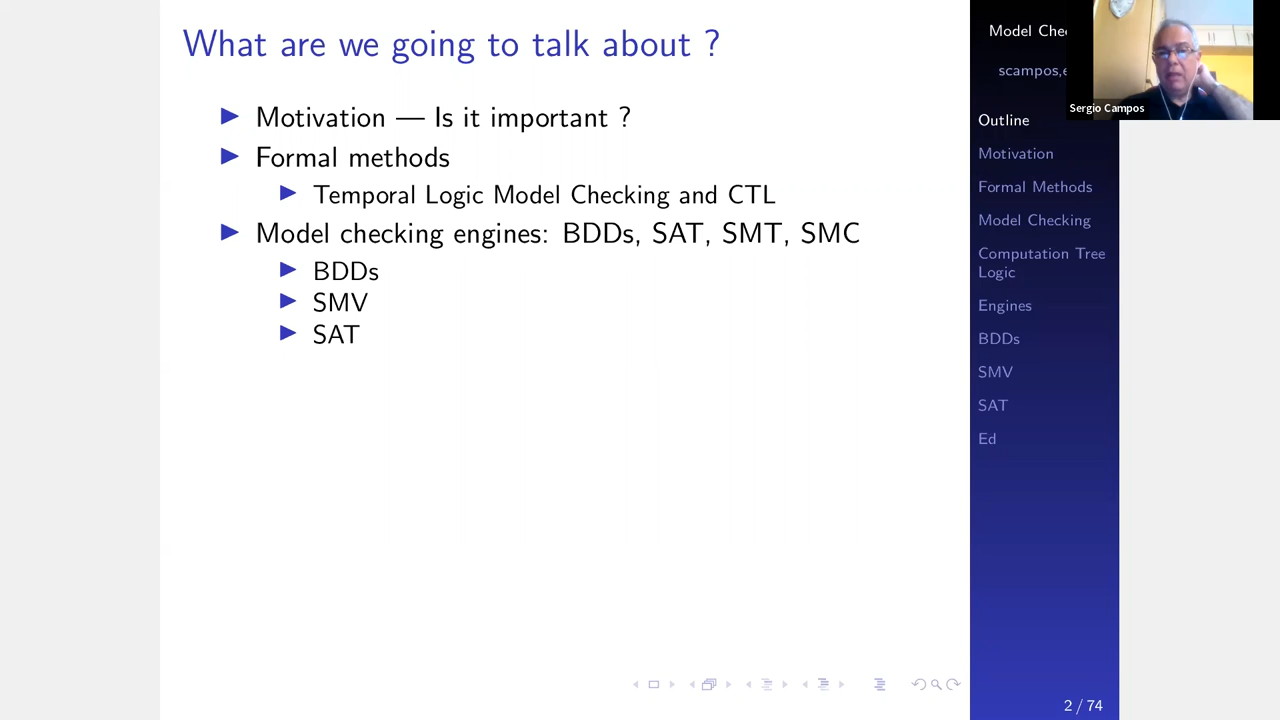 What are we going to talk about ?
Motivation — Is it important ?
Formal methods
Temporal Logic Model Checking and CTL
Model checking engines: BDDs, SAT, SMT, SMC
BDDs
SMV
SAT
Model Che
scampos,e
Sergio Campos
Outline
Motivation
Formal Methods
Model Checking
Computation Tree
Logic
Engines
BDDs
SMV
SAT
Ed
2 / 74